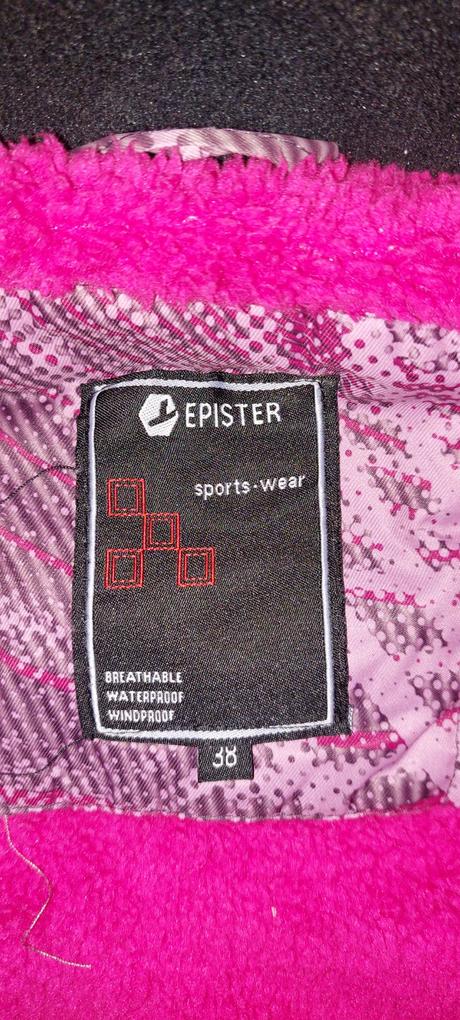 EPISTER
sports-wear
BREATHABLE
WATERPROOF
WINDPROOF
38